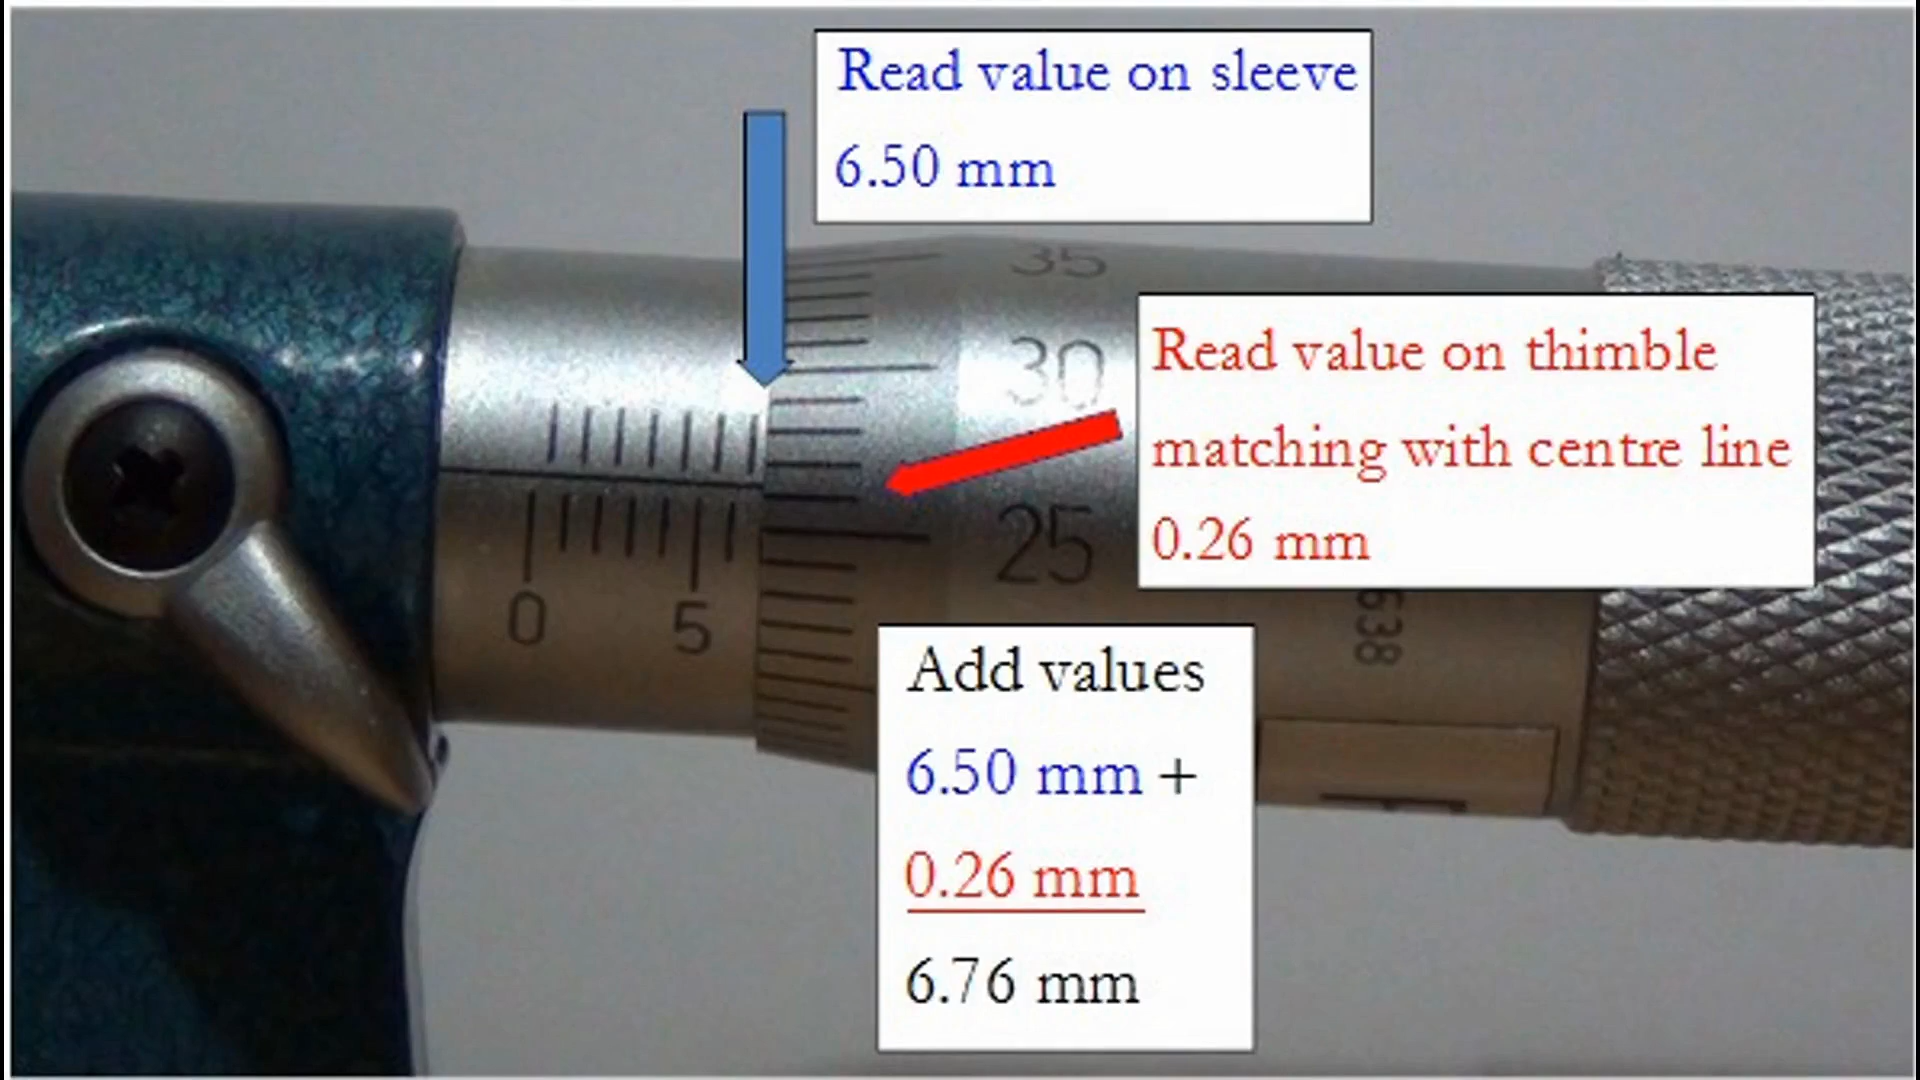 Read value on sleeve
6.50 mm
35
30
Read value on thimble
matching with centre line
0.26 mm
25
0
5
638
Add values
6.50 mm +
0.26 mm
6.76 mm